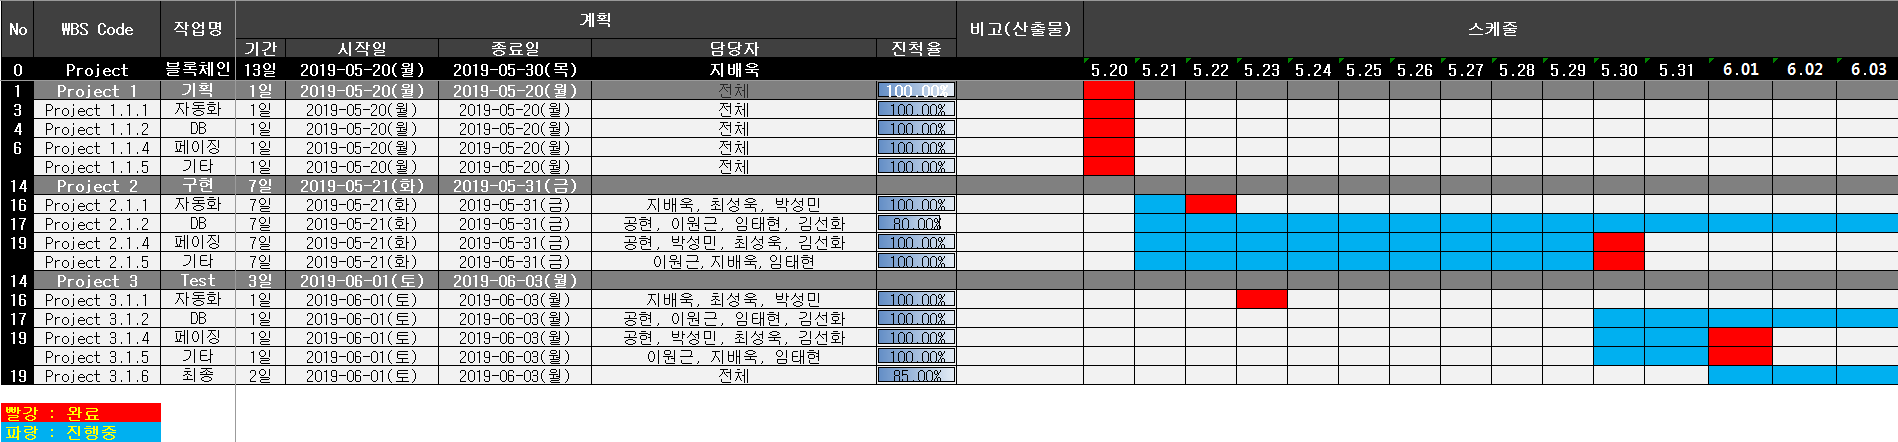 No WBS Code 작업명 계획 비고(산출물) 스케줄
기간 시작일 종료일 담당자 진척율
0 Project 블록체인 13일 2019-05-20(월) 2019-05-30(목) 지배욱 5.20 5.21 5.22 5.23 5.24 5.25 5.26 5.27 5.28 5.29 5.30 5.31 6.01 6.02 6.03
1 Project 1 기획 1일 2019-05-20(월) 2019-05-20(월) 전체 100.00%
3 Project 1.1.1 자동화 1일 2019-05-20(월) 2019-05-20(월) 전체 100.00%
4 Project 1.1.2 DB 1일 2019-05-20(월) 2019-05-20(월) 전체 100.00%
6 Project 1.1.4 페이징 1일 2019-05-20(월) 2019-05-20(월) 전체 100.00%
Project 1.1.5 기타 1일 2019-05-20(월) 2019-05-20(월) 전체 100.00%
14 Project 2 구현 7일 2019-05-21(화) 2019-05-31(금)
16 Project 2.1.1 자동화 7일 2019-05-21(화) 2019-05-31(금) 지배욱, 최성욱, 박성민 100.00%
17 Project 2.1.2 DB 7일 2019-05-21(화) 2019-05-31(금) 공현, 이원근, 임태현, 김선화 80.00%
19 Project 2.1.4 페이징 7일 2019-05-21(화) 2019-05-31(금) 공현, 박성민, 최성욱, 김선화 100.00%
Project 2.1.5 기타 7일 2019-05-21(화) 2019-05-31(금) 이원근, 지배욱, 임태현 100.00%
14 Project 3 Test 3일 2019-06-01(토) 2019-06-03(월)
16 Project 3.1.1 자동화 1일 2019-06-01(토) 2019-06-03(월) 지배욱, 최성욱, 박성민 100.00%
17 Project 3.1.2 DB 1일 2019-06-01(토) 2019-06-03(월) 공현, 이원근, 임태현, 김선화 100.00%
19 Project 3.1.4 페이징 1일 2019-06-01(토) 2019-06-03(월) 공현, 박성민, 최성욱, 김선화 100.00%
Project 3.1.5 기타 1일 2019-06-01(토) 2019-06-03(월) 이원근, 지배욱, 임태현 100.00%
19 Project 3.1.6 최종 2일 2019-06-01(토) 2019-06-03(월) 전체 85.00%
빨강 : 완료
파랑 : 진행중